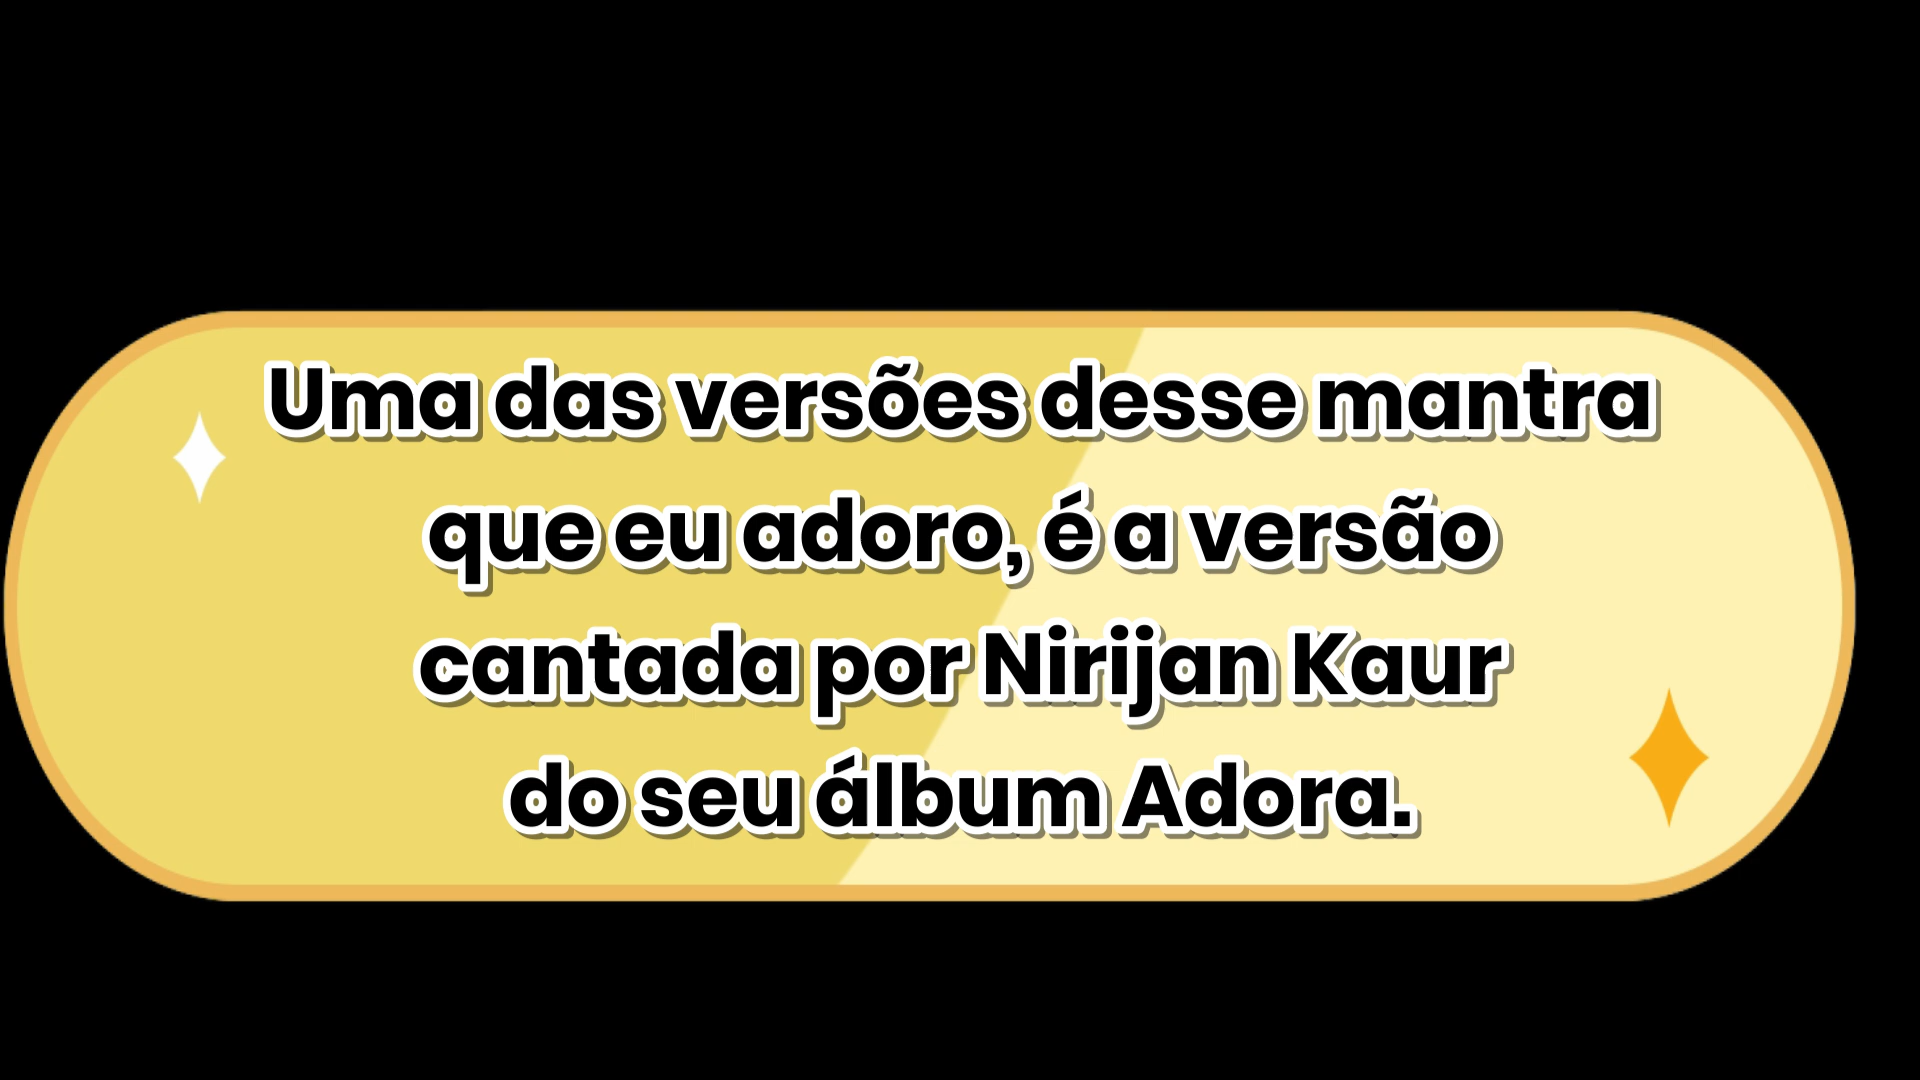 Uma das versões desse mantra
que eu adoro, é a versão
cantada por Nirijan Kaur
do seu álbum Adora.